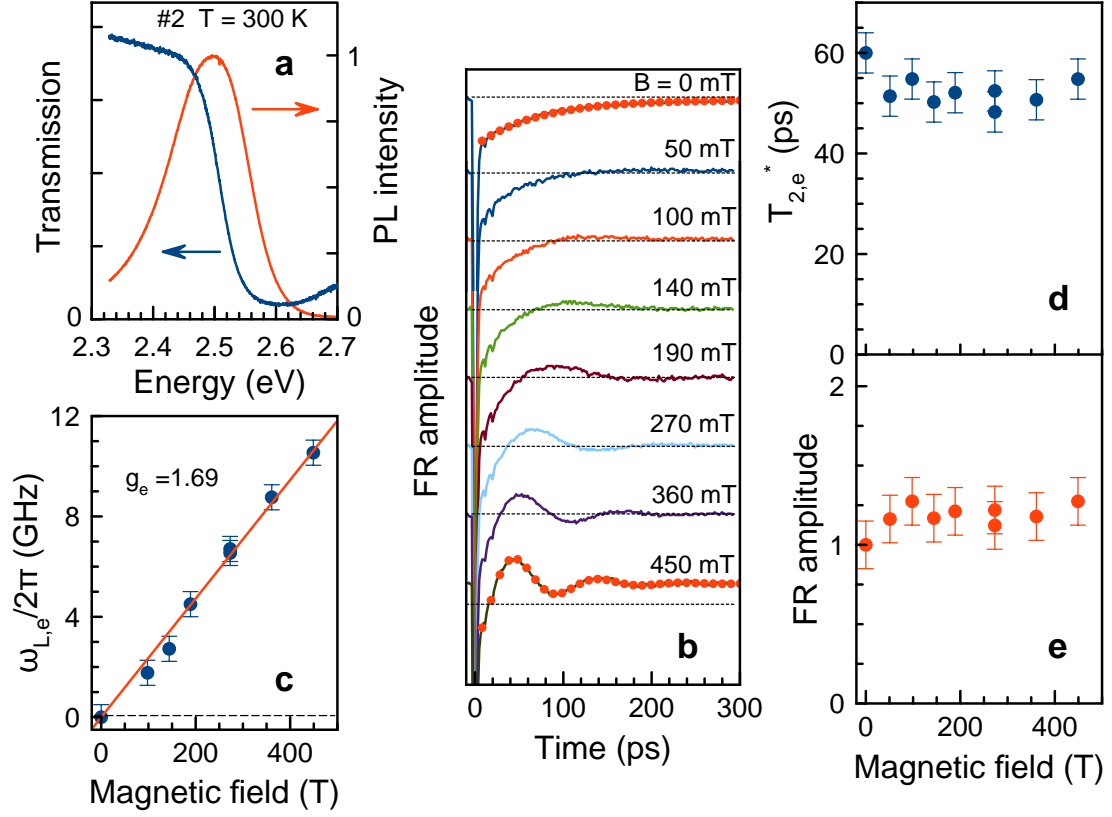 #2 T = 300 K
a
Transmission
PL intensity
1
0
0
2.3 2.4 2.5 2.6 2.7
Energy (eV)
12
8
4
0
ω_L,e/2π (GHz)
g_e =1.69
c
0 200 400
Magnetic field (T)
B = 0 mT
50 mT
100 mT
140 mT
190 mT
270 mT
360 mT
450 mT
FR amplitude
b
0 100 200 300
Time (ps)
60
40
20
0
T_2,e^* (ps)
d
2
1
0
FR amplitude
e
0 200 400
Magnetic field (T)